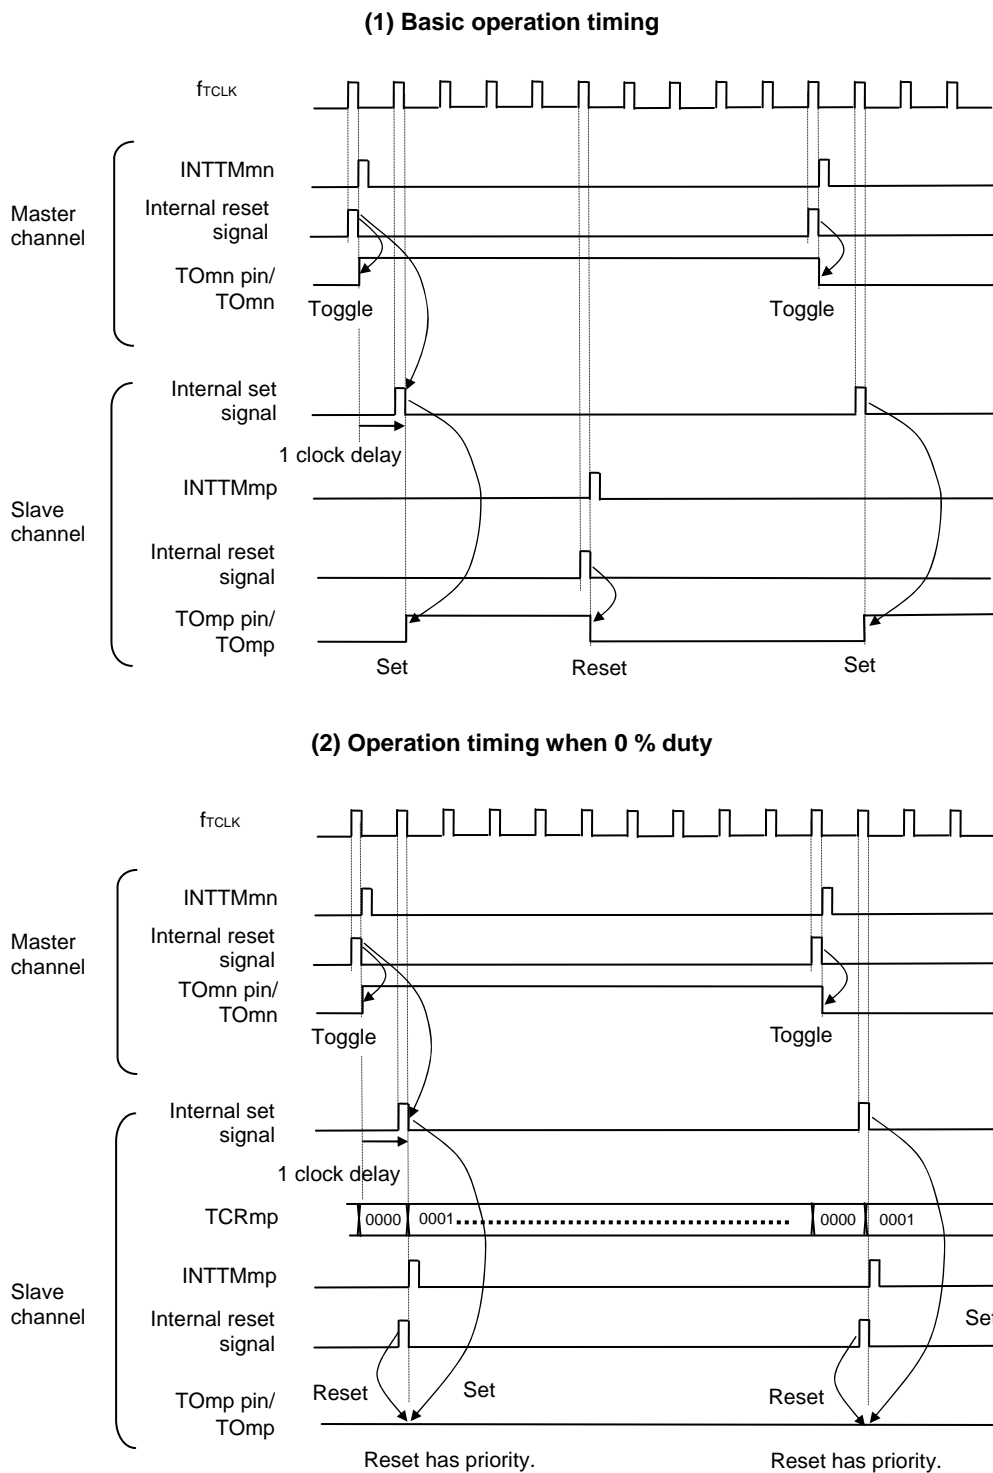 (1) Basic operation timing
fTCLK
INTTMmn
Master
channel
Internal reset
signal
TOmn pin/
TOmn
Toggle
Toggle
Internal set
signal
1 clock delay
INTTMmp
Slave
channel
Internal reset
signal
TOmp pin/
TOmp
Set
Reset
Set
(2) Operation timing when 0 % duty
fTCLK
INTTMmn
Master
channel
Internal reset
signal
TOmn pin/
TOmn
Toggle
Toggle
Internal set
signal
1 clock delay
TCRmp
0000
0001
0000
0001
INTTMmp
Slave
channel
Internal reset
signal
Set
Reset
Set
Reset
TOmp pin/
TOmp
Reset has priority.
Reset has priority.